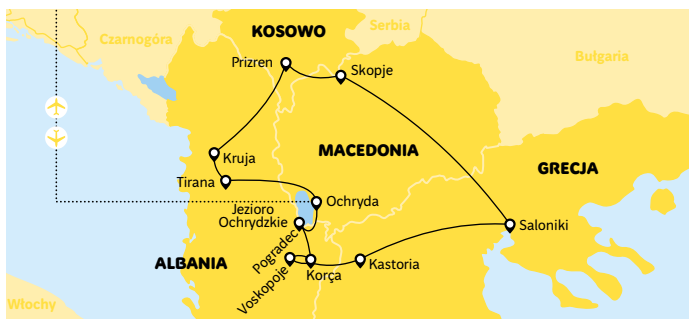 KOSOWO
Serbia
Czarnogóra
Bułgaria
Prizren
Skopje
MACEDONIA
Kruja
GRECJA
Tirana
Ochryda
Jezioro
Ochrydzkie
Saloniki
Pogradec
ALBANIA
Voskopoje
Korça
Kastoria
Włochy